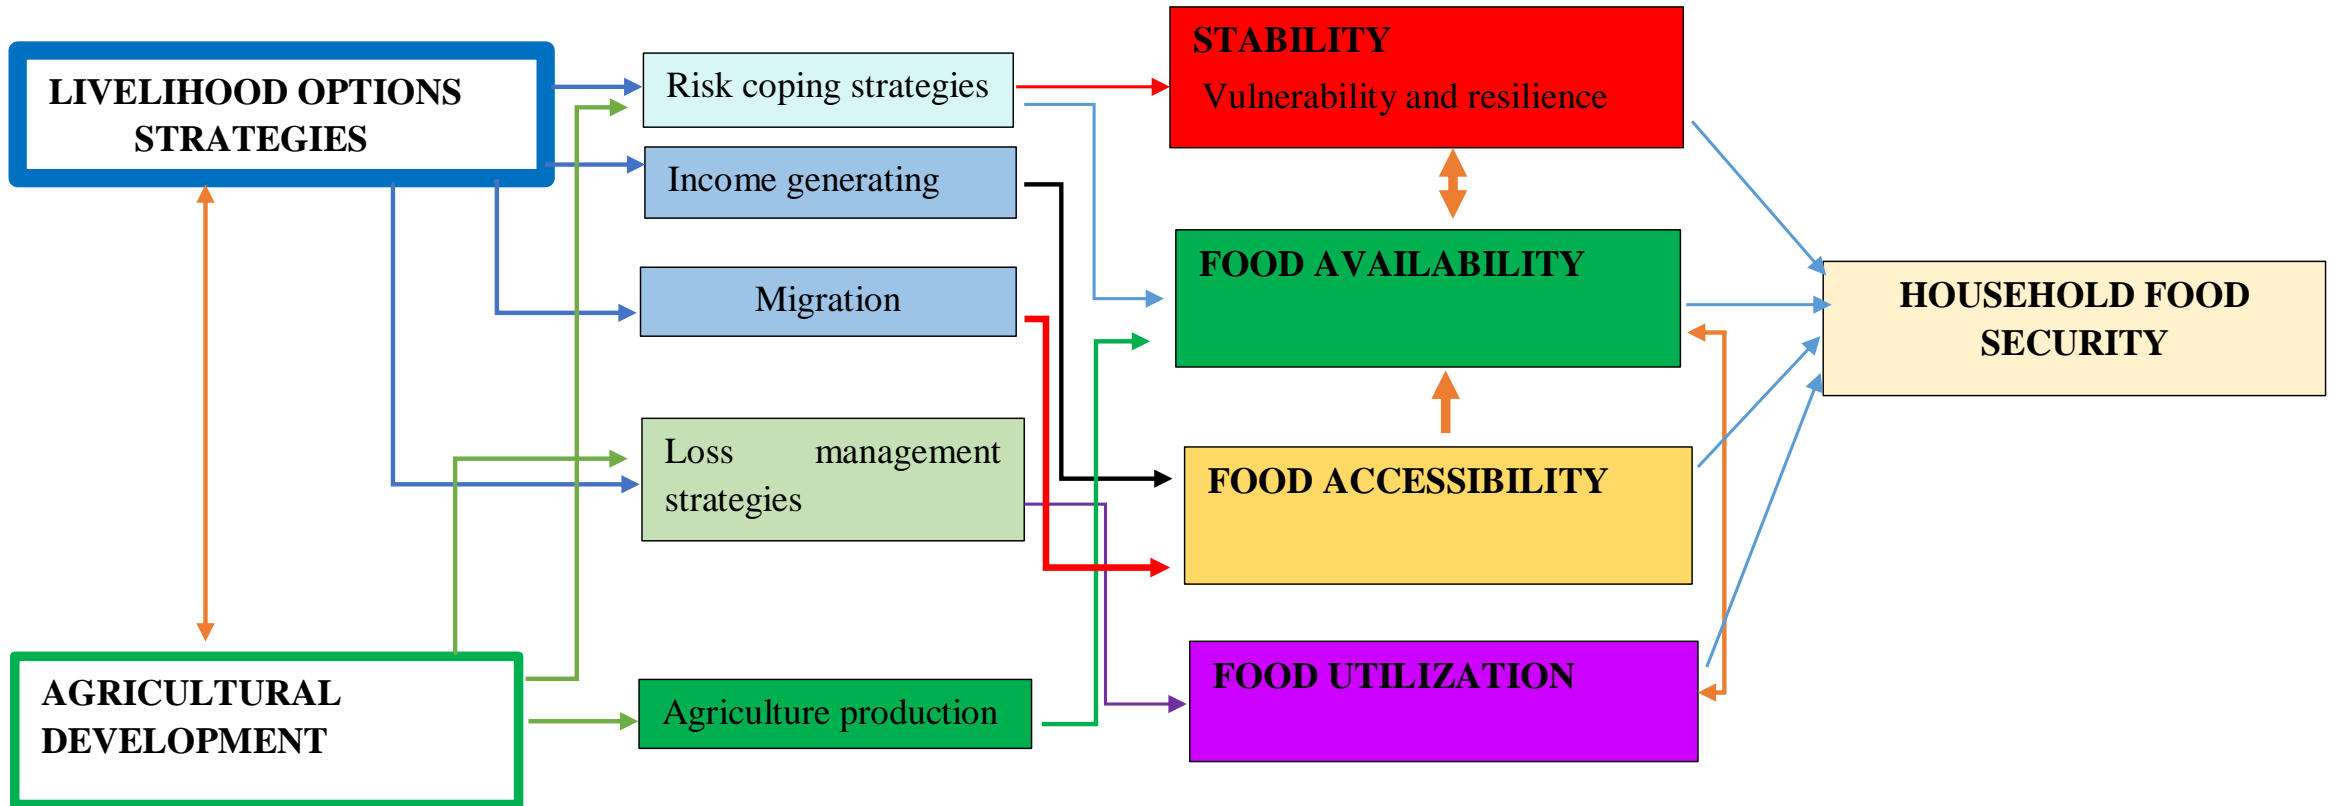 LIVELIHOOD OPTIONS
STRATEGIES
AGRICULTURAL
DEVELOPMENT
Risk coping strategies
Income generating
Migration
Loss management
strategies
Agriculture production
STABILITY
Vulnerability and resilience
FOOD AVAILABILITY
FOOD ACCESSIBILITY
FOOD UTILIZATION
HOUSEHOLD FOOD
SECURITY